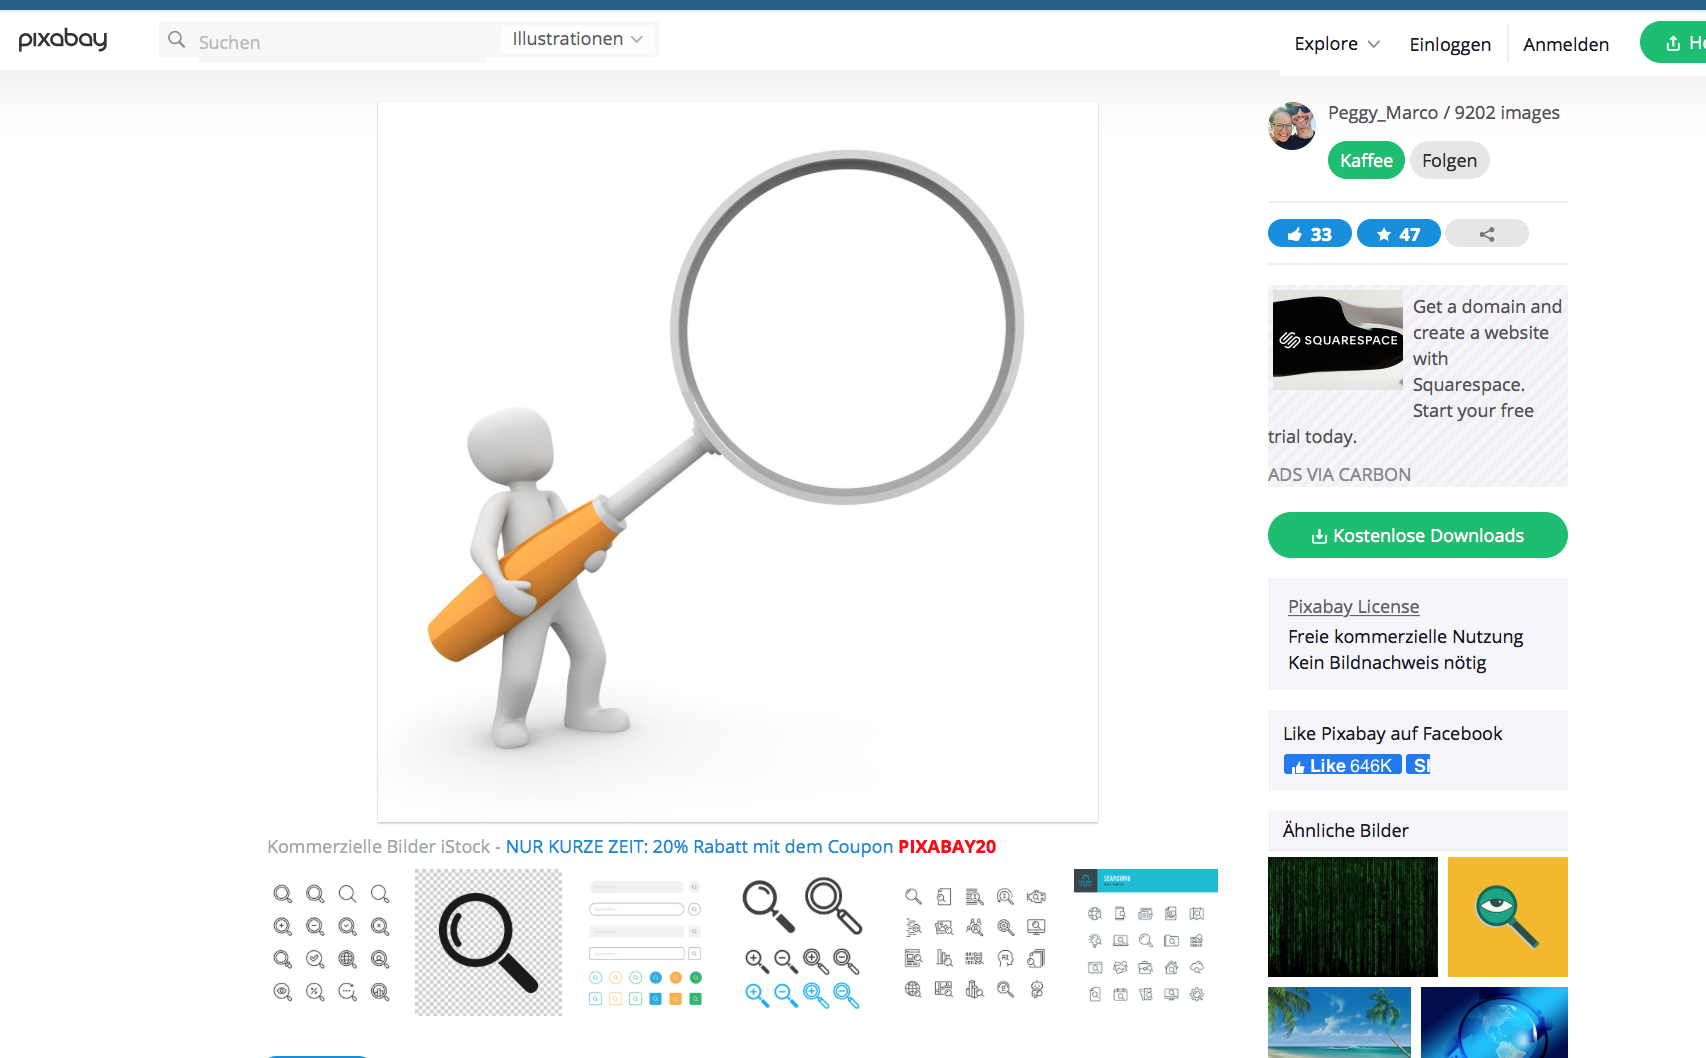 pixabay
Suchen
Illustrationen
Explore
Einloggen
Anmelden
Peggy_Marco / 9202 images
Kaffee
Folgen
33
47
SQUARESPACE
Get a domain and
create a website
with
Squarespace.
Start your free
trial today.
ADS VIA CARBON
Kostenlose Downloads
Pixabay License
Freie kommerzielle Nutzung
Kein Bildnachweis nötig
Like Pixabay auf Facebook
Like 646K
Ähnliche Bilder
Kommerzielle Bilder iStock - NUR KURZE ZEIT: 20% Rabatt mit dem Coupon PIXABAY20
SEARCHING